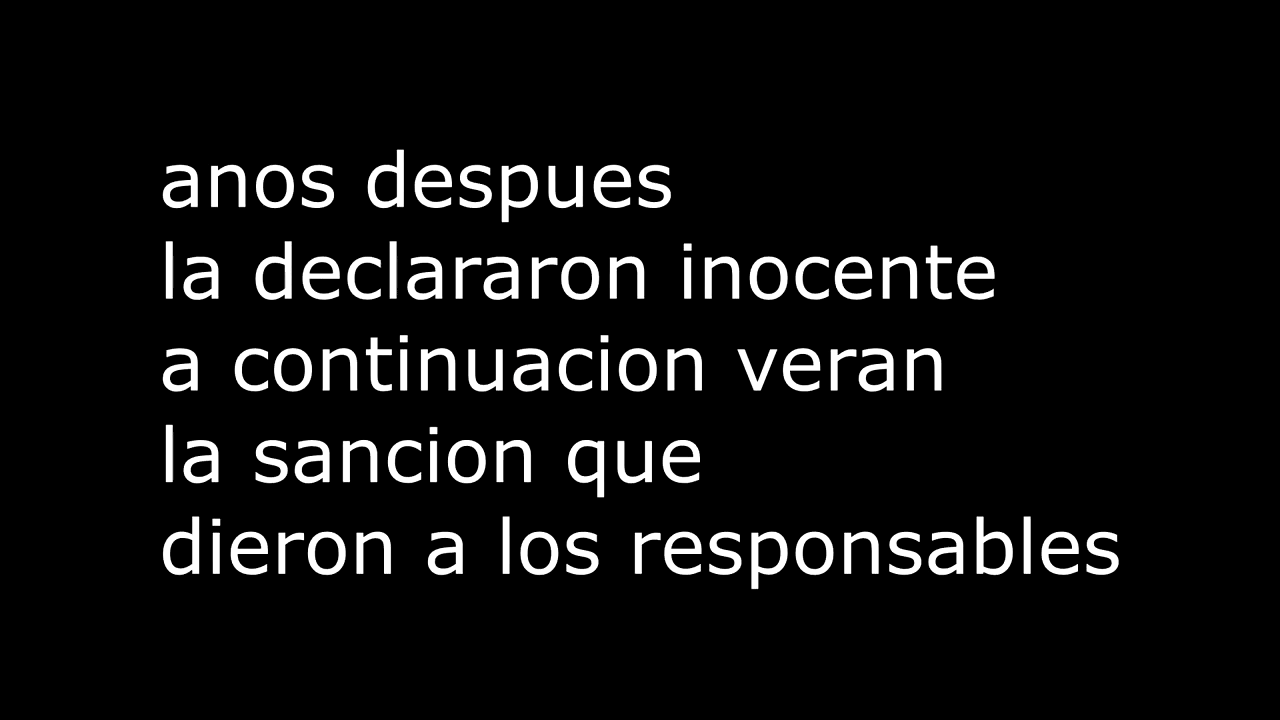 anos despues
la declararon inocente
a continuacion veran
la sancion que
dieron a los responsables